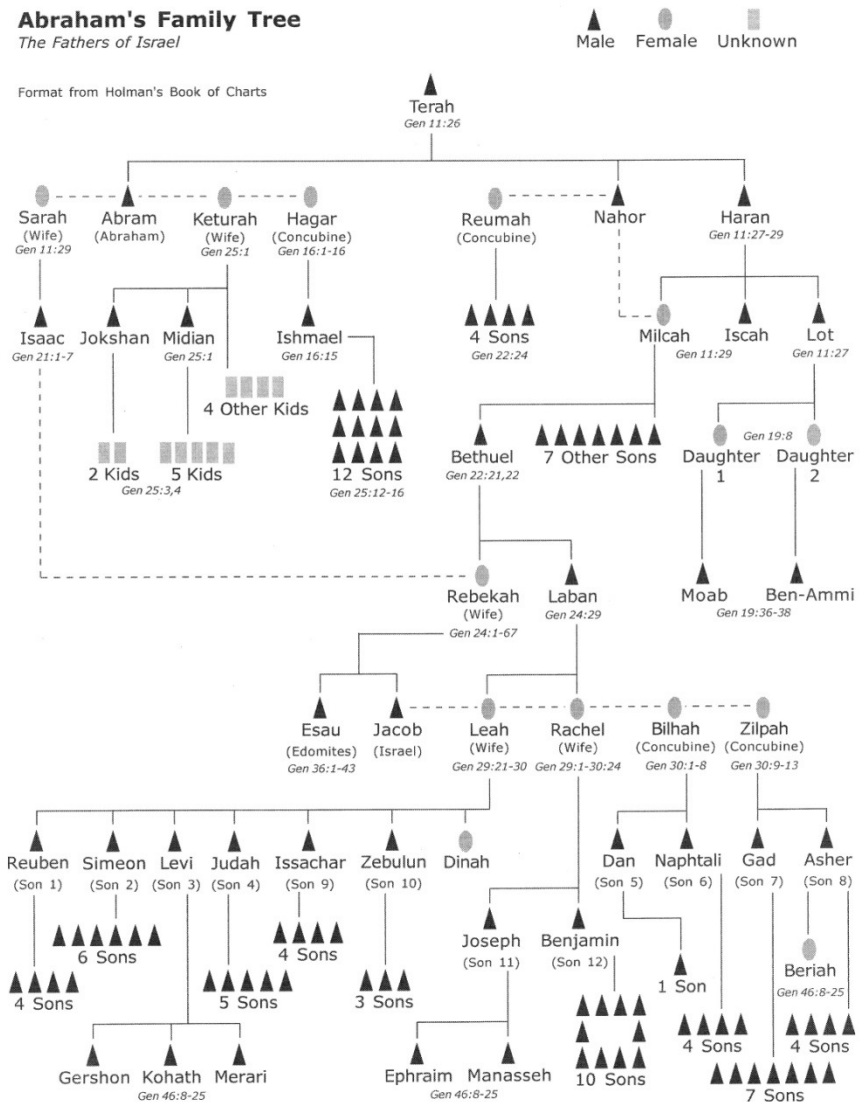 Abraham's Family Tree
The Fathers of Israel
Male Female Unknown
Format from Holman's Book of Charts
Terah
Gen 11:26
Sarah Abram Keturah Hagar Reumah Nahor Haran
(Wife) (Abraham) (Wife) (Concubine) (Concubine) Gen 11:27-29
Gen 11:29 Gen 25:1 Gen 16:1-16
Isaac Jokshan Midian Ishmael 4 Sons Milcah Iscah Lot
Gen 21:1-7 Gen 25:1 Gen 16:15 Gen 22:24 Gen 11:29 Gen 11:27
4 Other Kids
2 Kids 5 Kids 12 Sons Bethuel 7 Other Sons Gen 19:8 Daughter Daughter
Gen 25:3,4 Gen 25:12-16 Gen 22:21,22 1 2
Rebekah Laban Moab Ben-Ammi
(Wife) Gen 24:29 Gen 19:36-38
Gen 24:1-67
Esau Jacob Leah Rachel Bilhah Zilpah
(Edomites) (Israel) (Wife) (Wife) (Concubine) (Concubine)
Gen 36:1-43 Gen 29:21-30 Gen 29:1-30:24 Gen 30:1-8 Gen 30:9-13
Reuben Simeon Levi Judah Issachar Zebulun Dinah Dan Naphtali Gad Asher
(Son 1) (Son 2) (Son 3) (Son 4) (Son 9) (Son 10) (Son 5) (Son 6) (Son 7) (Son 8)
6 Sons 4 Sons Joseph Benjamin
(Son 11) (Son 12)
4 Sons 5 Sons 3 Sons 1 Son Beriah
Gen 46:8-25
4 Sons 4 Sons
Gershon Kohath Merari Ephraim Manasseh 10 Sons
Gen 46:8-25 Gen 46:8-25
7 Sons